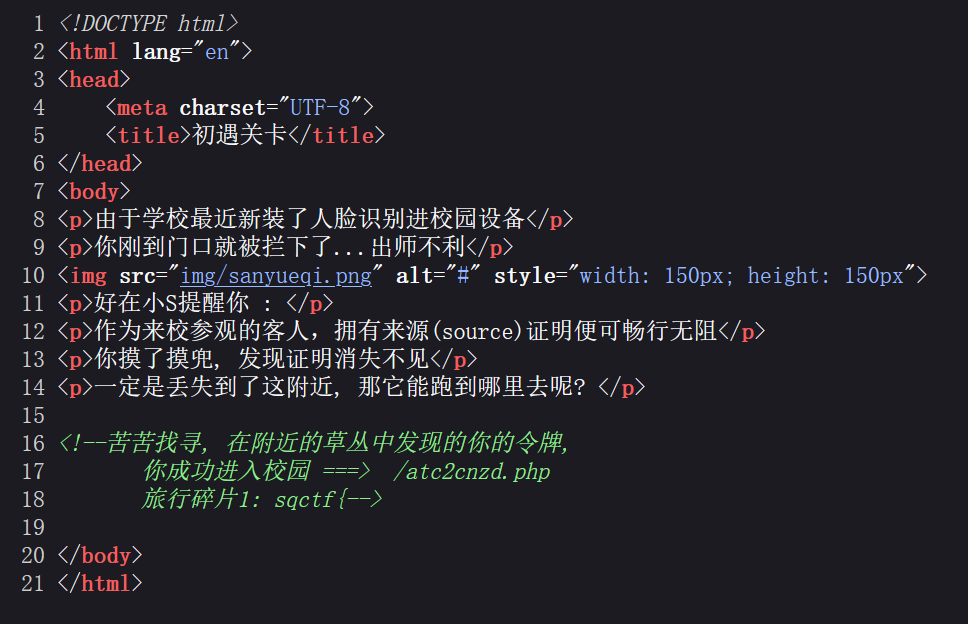 1 <!DOCTYPE html>
2 <html lang="en">
3 <head>
4     <meta charset="UTF-8">
5     <title>初遇关卡</title>
6 </head>
7 <body>
8 <p>由于学校最近新装了人脸识别进校园设备</p>
9 <p>你刚到门口就被拦下了...出师不利</p>
10 <img src="img/sanyueqi.png" alt="#" style="width: 150px; height: 150px">
11 <p>好在小S提醒你 : </p>
12 <p>作为来校参观的客人，拥有来源(source)证明便可畅行无阻</p>
13 <p>你摸了摸兜, 发现证明消失不见</p>
14 <p>一定是丢失到了这附近, 那它能跑到哪里去呢? </p>
15
16 <!--苦苦找寻, 在附近的草丛中发现的你的令牌,
17        你成功进入校园 ===>  /atc2cnzd.php
18        旅行碎片1: sqctf{-->
19
20 </body>
21 </html>